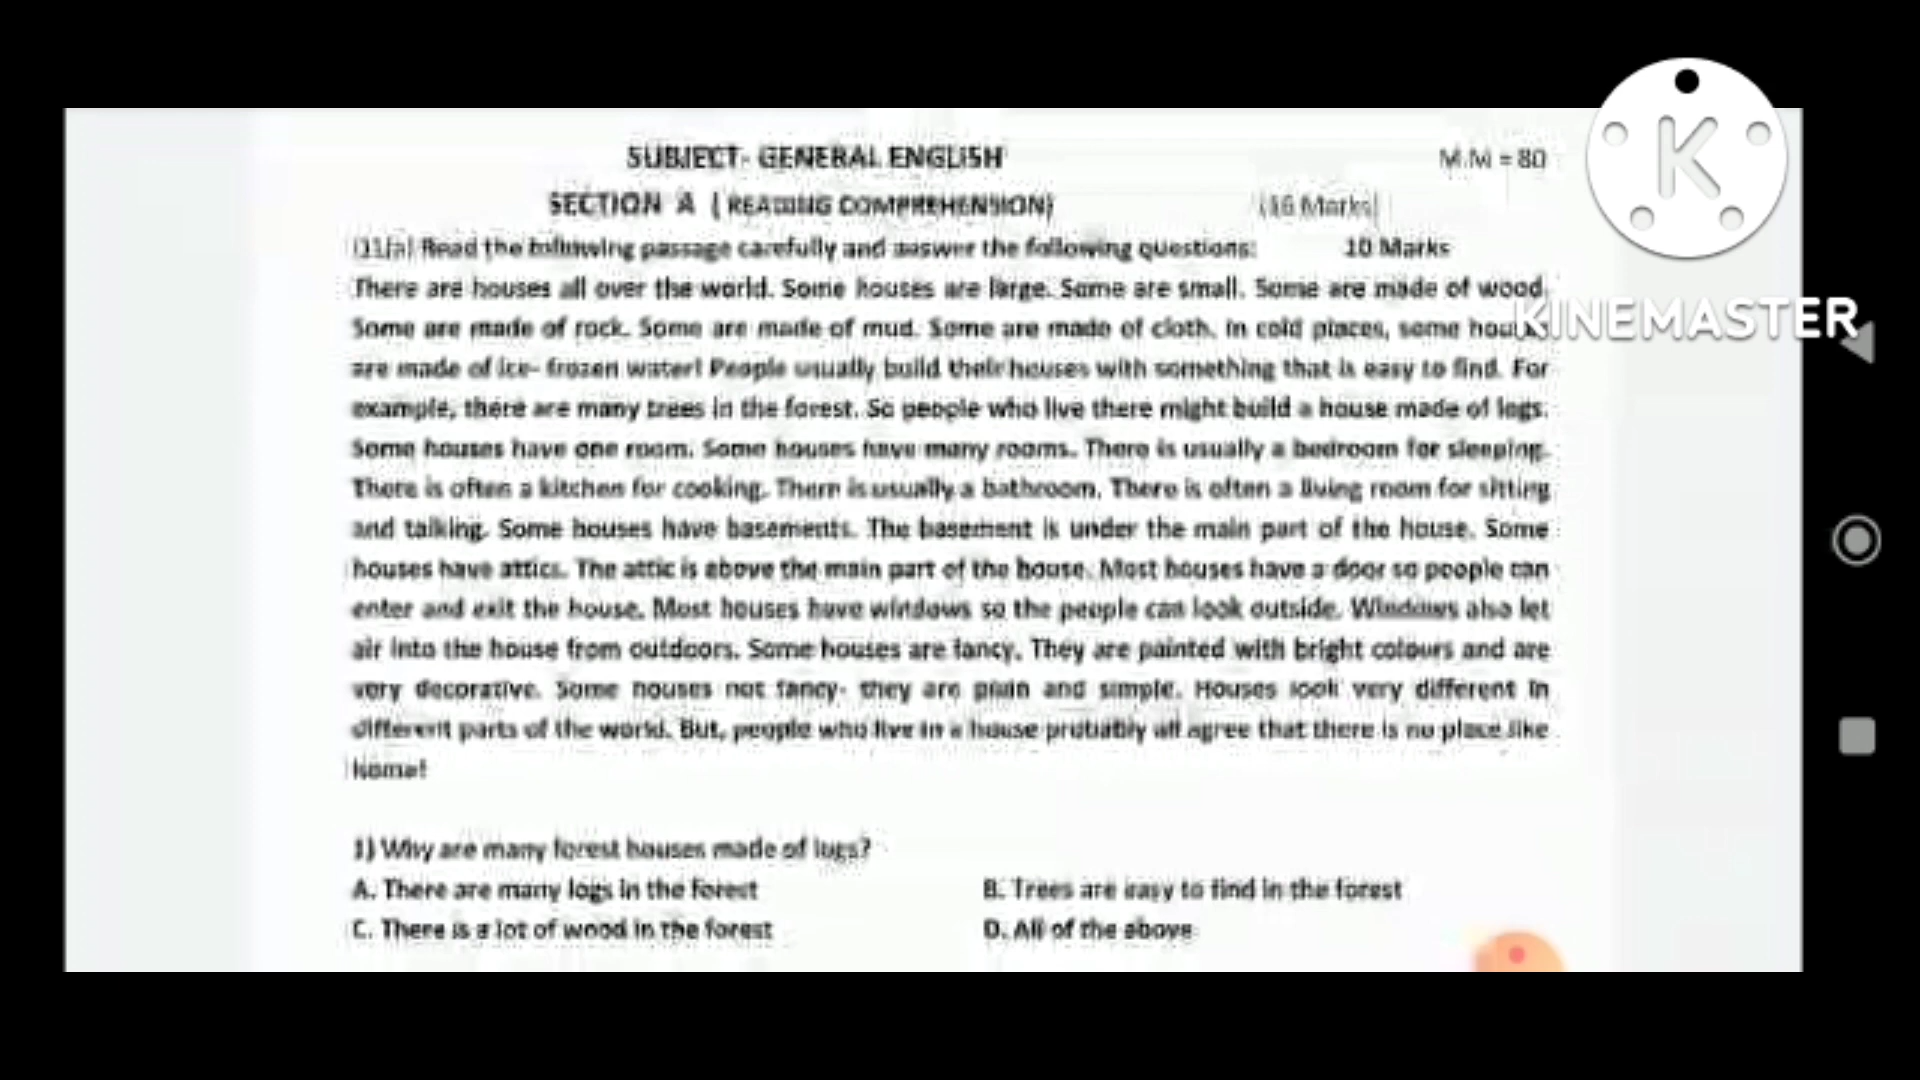 SUBJECT- GENERAL ENGLISH M.M = 80
SECTION A ( READING COMPREHENSION) (16 Marks)
(a) Read the following passage carefully and answer the following questions: 10 Marks
There are houses all over the world. Some houses are large. Some are small. Some are made of wood.
Some are made of rock. Some are made of mud. Some are made of cloth. In cold places, some houses
are made of ice- frozen water! People usually build their houses with something that is easy to find. For
example, there are many trees in the forest. So people who live there might build a house made of logs.
Some houses have one room. Some houses have many rooms. There is usually a bedroom for sleeping.
There is often a kitchen for cooking. There is usually a bathroom. There is often a living room for sitting
and talking. Some houses have basements. The basement is under the main part of the house. Some
houses have attics. The attic is above the main part of the house. Most houses have a door so people can
enter and exit the house. Most houses have windows so the people can look outside. Windows also let
air into the house from outdoors. Some houses are fancy. They are painted with bright colours and are
very decorative. Some houses not fancy- they are plain and simple. Houses look very different in
different parts of the world. But, people who live in a house probably all agree that there is no place like
home!
1) Why are many forest houses made of logs?
A. There are many logs in the forest B. Trees are easy to find in the forest
C. There is a lot of wood in the forest D. All of the above
K
KINEMASTER